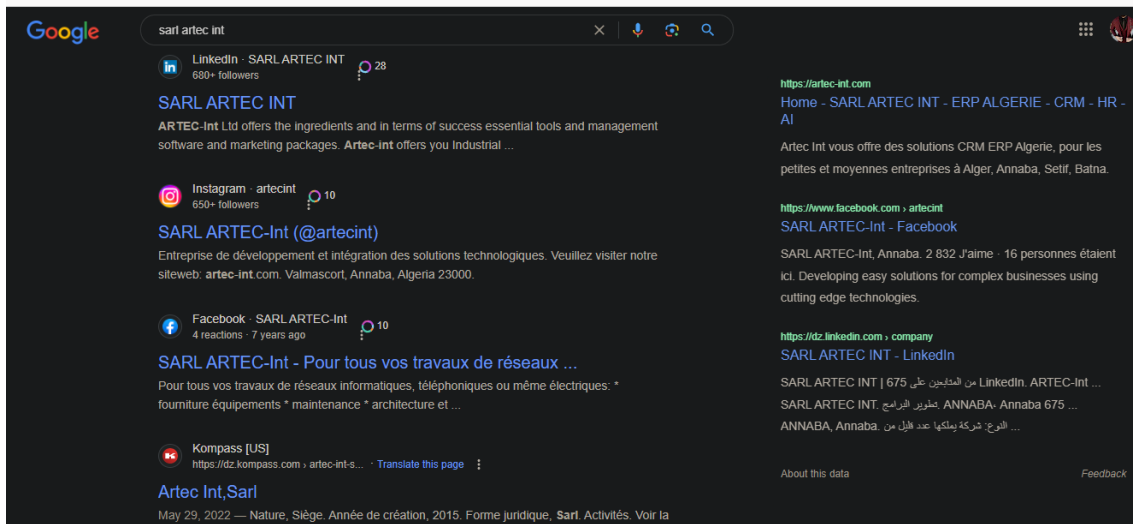 Google
sarl artec int
LinkedIn · SARL ARTEC INT
680+ followers
28
SARL ARTEC INT
ARTEC-Int Ltd offers the ingredients and in terms of success essential tools and management
software and marketing packages. Artec-int offers you Industrial ...
Instagram · artecint
650+ followers
10
SARL ARTEC-Int (@artecint)
Entreprise de développement et intégration des solutions technologiques. Veuillez visiter notre
siteweb: artec-int.com. Valmascort, Annaba, Algeria 23000.
Facebook · SARL ARTEC-Int
4 reactions · 7 years ago
10
SARL ARTEC-Int - Pour tous vos travaux de réseaux ...
Pour tous vos travaux de réseaux informatiques, téléphoniques ou même électriques: *
fourniture équipements * maintenance * architecture et ...
Kompass [US]
https://dz.kompass.com › artec-int-s... · Translate this page
Artec Int,Sarl
May 29, 2022 — Nature, Siège. Année de création, 2015. Forme juridique, Sarl. Activités. Voir la
https://artec-int.com
Home - SARL ARTEC INT - ERP ALGERIE - CRM - HR -
AI
Artec Int vous offre des solutions CRM ERP Algerie, pour les
petites et moyennes entreprises à Alger, Annaba, Setif, Batna.
https://www.facebook.com › artecint
SARL ARTEC-Int - Facebook
SARL ARTEC-Int, Annaba. 2 832 J'aime · 16 personnes étaient
ici. Developing easy solutions for complex businesses using
cutting edge technologies.
https://dz.linkedin.com › company
SARL ARTEC INT - LinkedIn
SARL ARTEC INT | 675 من المتابعين على LinkedIn. ARTEC-Int ...
SARL ARTEC INT. تطوير البرامج. ANNABA، Annaba 675 ...
ANNABA, Annaba. النوع: شركة يملكها عدد قليل من ...
About this data
Feedback